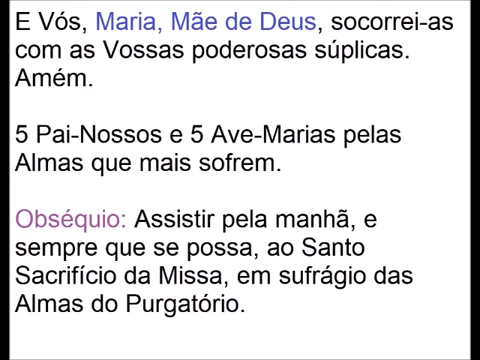 E Vós, Maria, Mãe de Deus, socorrei-as
com as Vossas poderosas súplicas.
Amém.
5 Pai-Nossos e 5 Ave-Marias pelas
Almas que mais sofrem.
Obséquio: Assistir pela manhã, e
sempre que se possa, ao Santo
Sacrifício da Missa, em sufrágio das
Almas do Purgatório.